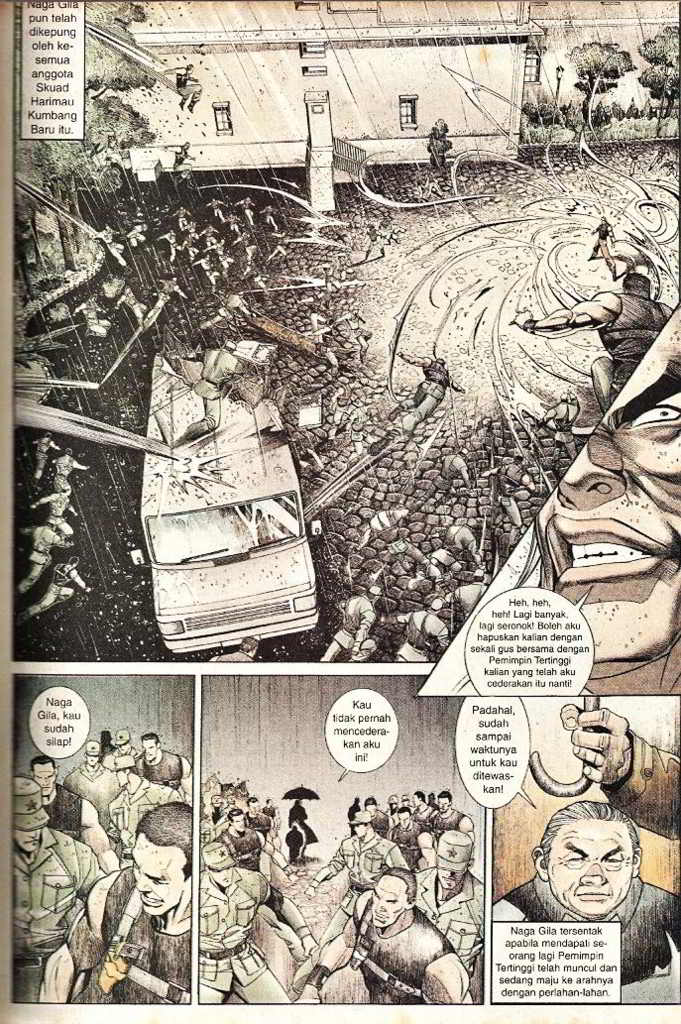 Naga Gila
pun telah
dikepung
oleh ke-
semua
anggota
Skuad
Harimau
Kumbang
Baru itu.
Heh, heh,
heh! Lagi banyak,
lagi seronok! Boleh aku
hapuskan kalian dengan
sekali gus bersama dengan
Pemimpin Tertinggi
kalian yang telah aku
cederakan itu nanti!
Naga
Gila, kau
sudah
silap!
Kau
tidak pernah
mencedera-
kan aku
ini!
Padahal,
sudah
sampai
waktunya
untuk kau
ditewas-
kan!
Naga Gila tersentak
apabila mendapati se-
orang lagi Pemimpin
Tertinggi telah muncul dan
sedang maju ke arahnya
dengan perlahan-lahan.